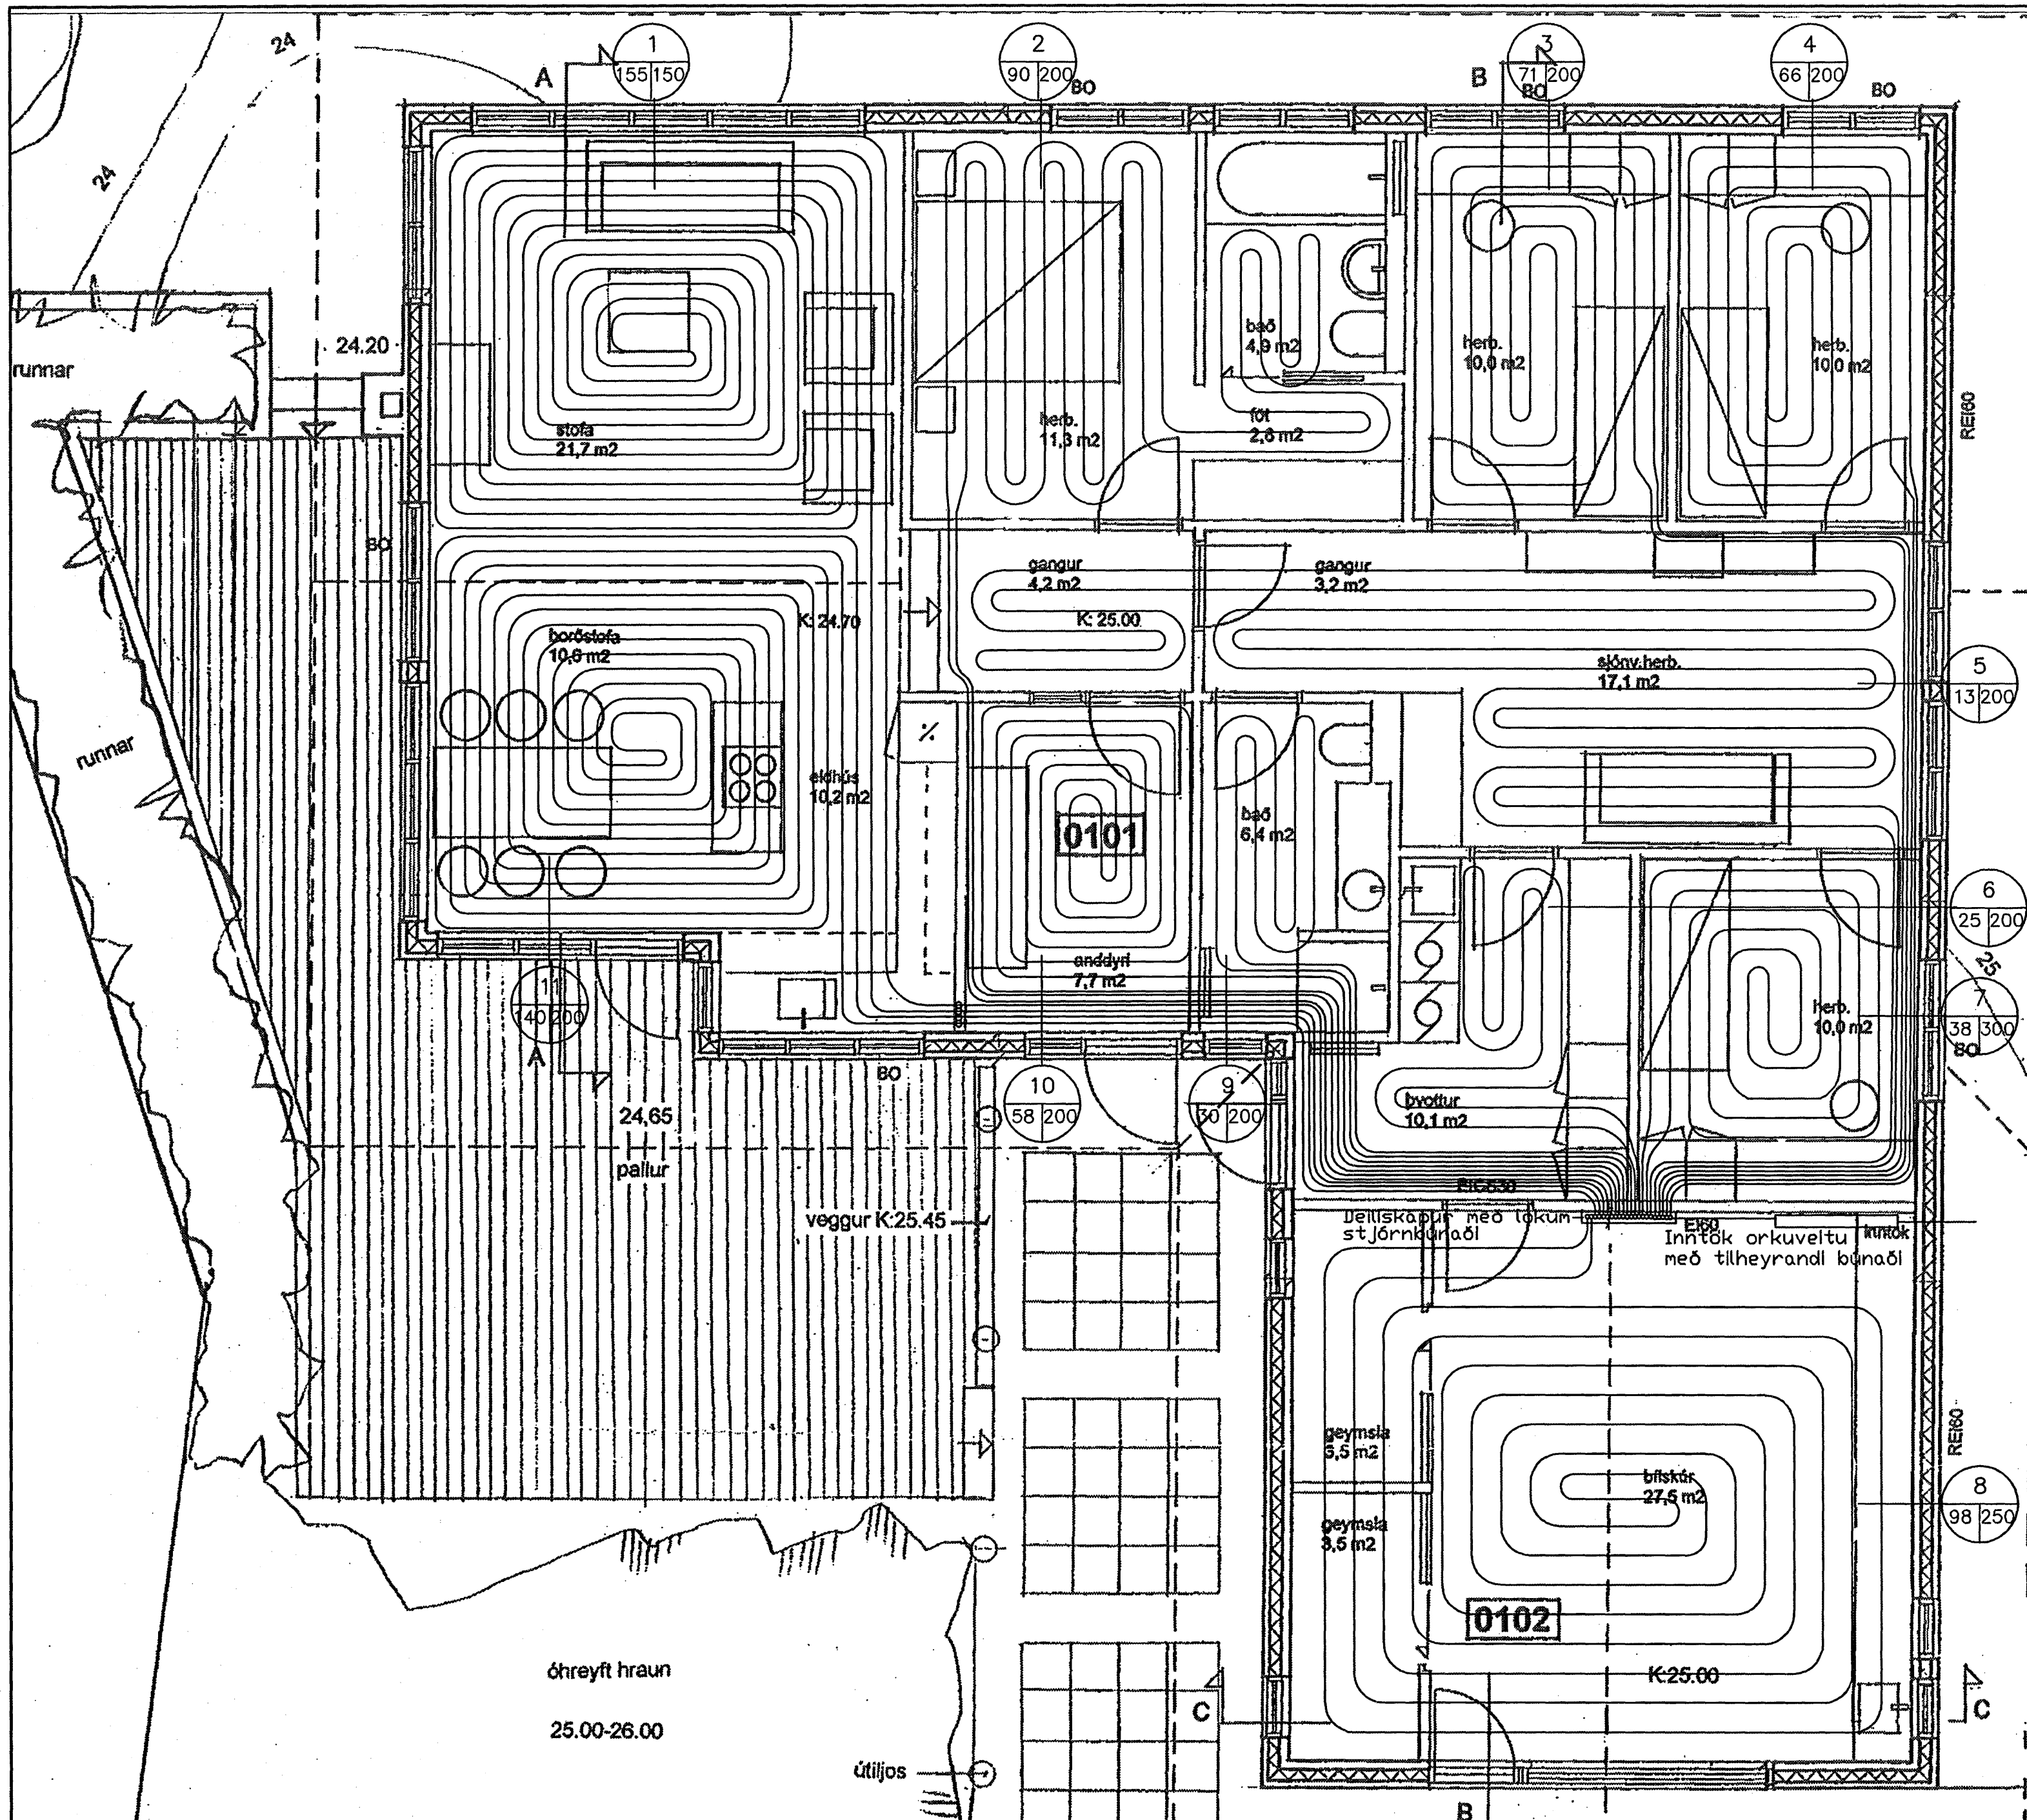 24
1
155 150
2
90 200
3
71 200
4
66 200
A
BO
B
BO
BO
24
24.20
runnar
REI60
bað
4,9 m2
herb.
10,0 m2
herb.
10,0 m2
stofa
21,7 m2
herb.
11,3 m2
föt
2,8 m2
BO
gangur
4,2 m2
gangur
3,2 m2
K: 24.70
K: 25.00
borðstofa
10,6 m2
sjónv.herb.
17,1 m2
5
13 200
runnar
eldhús
10,2 m2
0101
bað
6,4 m2
6
25 200
25
anddyri
7,7 m2
11
140 200
A
herb.
10,0 m2
7
38 300
BO
BO
10
58 200
9
30 200
24,65
þvottur
10,1 m2
pallur
EICS30
veggur K:25.45
Deiliskápur með lokum-
stjórnbúnaði
EI60
inntök
Inntök orkuveitu
með tilheyrandi búnaði
REI60
geymsla
3,5 m2
bílskúr
27,5 m2
8
98 250
geymsla
3,5 m2
0102
óhreyft hraun
K:25.00
25.00-26.00
C
C
útiljos
B